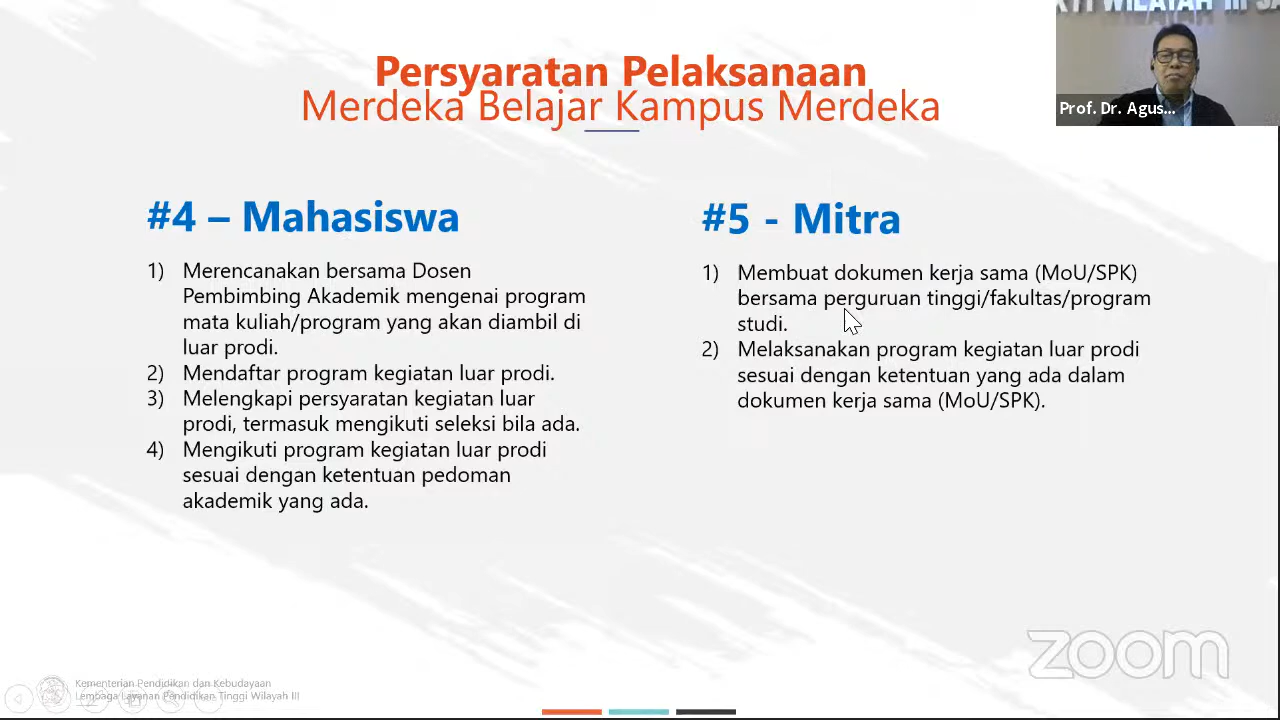 Persyaratan Pelaksanaan
Merdeka Belajar Kampus Merdeka
WILAYAH III
Prof. Dr. Agus...
#4 – Mahasiswa
1) Merencanakan bersama Dosen
Pembimbing Akademik mengenai program
mata kuliah/program yang akan diambil di
luar prodi.
2) Mendaftar program kegiatan luar prodi.
3) Melengkapi persyaratan kegiatan luar
prodi, termasuk mengikuti seleksi bila ada.
4) Mengikuti program kegiatan luar prodi
sesuai dengan ketentuan pedoman
akademik yang ada.
#5 - Mitra
1) Membuat dokumen kerja sama (MoU/SPK)
bersama perguruan tinggi/fakultas/program
studi.
2) Melaksanakan program kegiatan luar prodi
sesuai dengan ketentuan yang ada dalam
dokumen kerja sama (MoU/SPK).
zoom
Kementerian Pendidikan dan Kebudayaan
Lembaga Layanan Pendidikan Tinggi Wilayah III